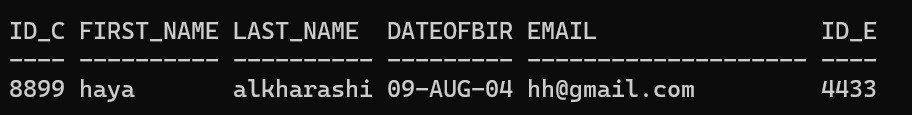 ID_C FIRST_NAME LAST_NAME  DATEOFBIR EMAIL                ID_E
---- ---------- ---------- --------- -------------------- ----
8899 haya       alkharashi 09-AUG-04 hh@gmail.com         4433